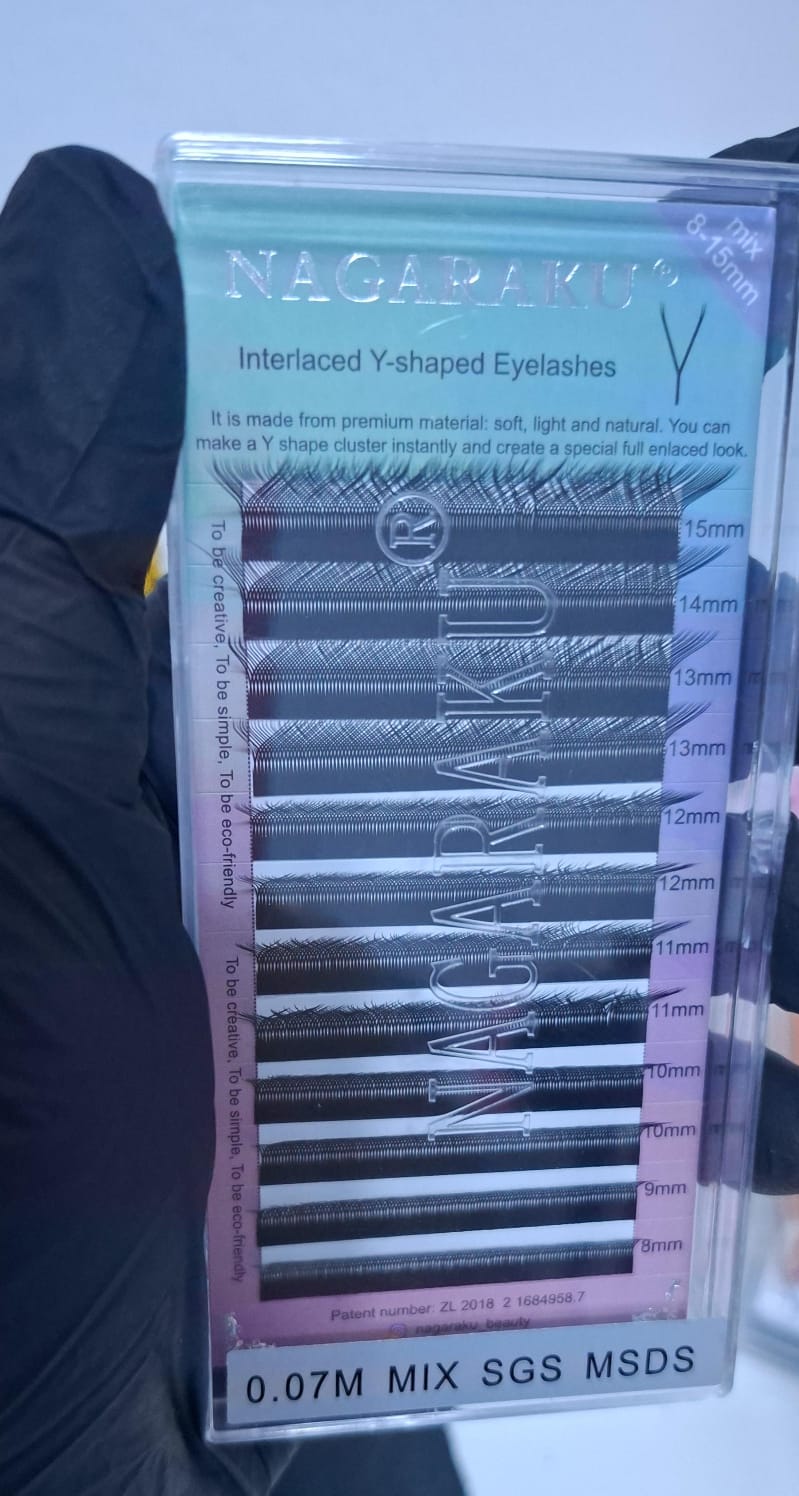 mix
8-15mm
NAGARAKU®
Interlaced Y-shaped Eyelashes
It is made from premium material: soft, light and natural. You can
make a Y shape cluster instantly and create a special full enlaced look.
NAGARAKU®
To be creative, To be simple, To be eco-friendly
To be creative, To be simple, To be eco-friendly
15mm
14mm
13mm
13mm
12mm
12mm
11mm
11mm
10mm
10mm
9mm
8mm
Patent number: ZL 2018 2 1684958.7
nagaraku_beauty
0.07M MIX SGS MSDS